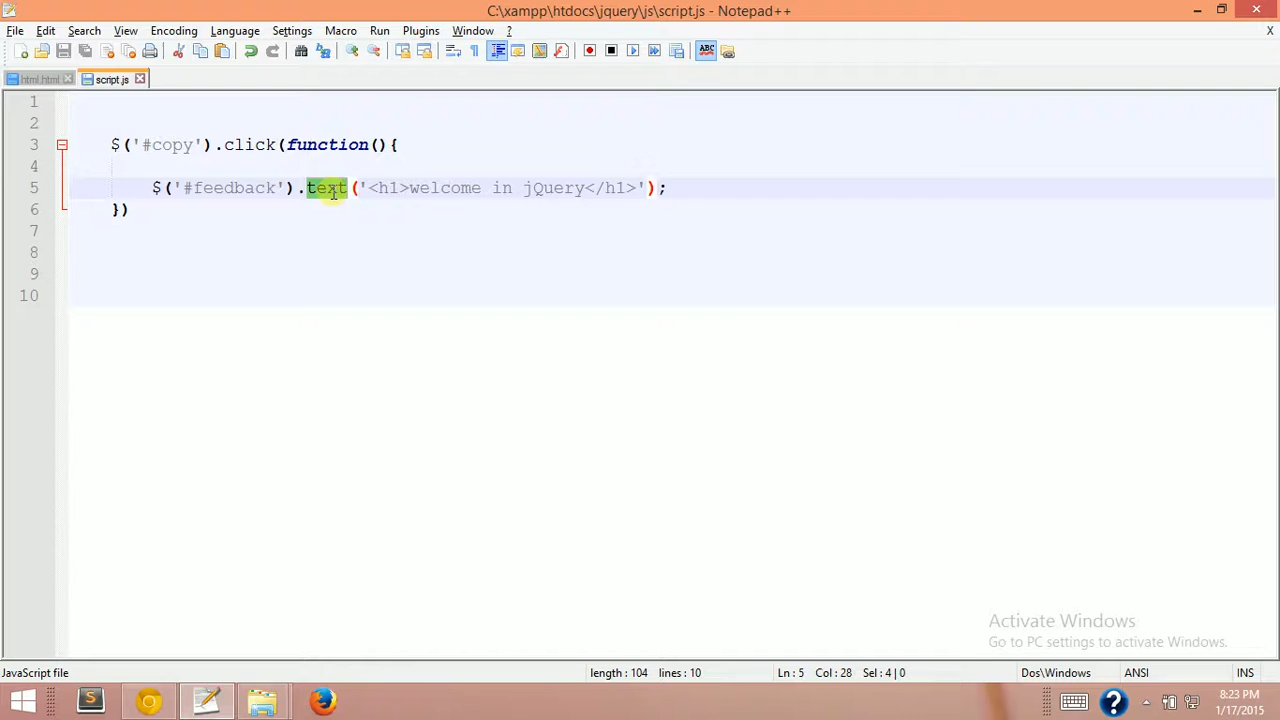 C:\xampp\htdocs\jquery\js\script.js - Notepad++
File Edit Search View Encoding Language Settings Macro Run Plugins Window ? X
html.html script.js
1
2
3 $('#copy').click(function(){
4
5 $('#feedback').text('<h1>welcome in jQuery</h1>');
6 })
7
8
9
10
Activate Windows
Go to PC settings to activate Windows.
JavaScript file length : 104 lines : 10 Ln : 5 Col : 28 Sel : 4 | 0 Dos\Windows ANSI INS
8:23 PM
1/17/2015